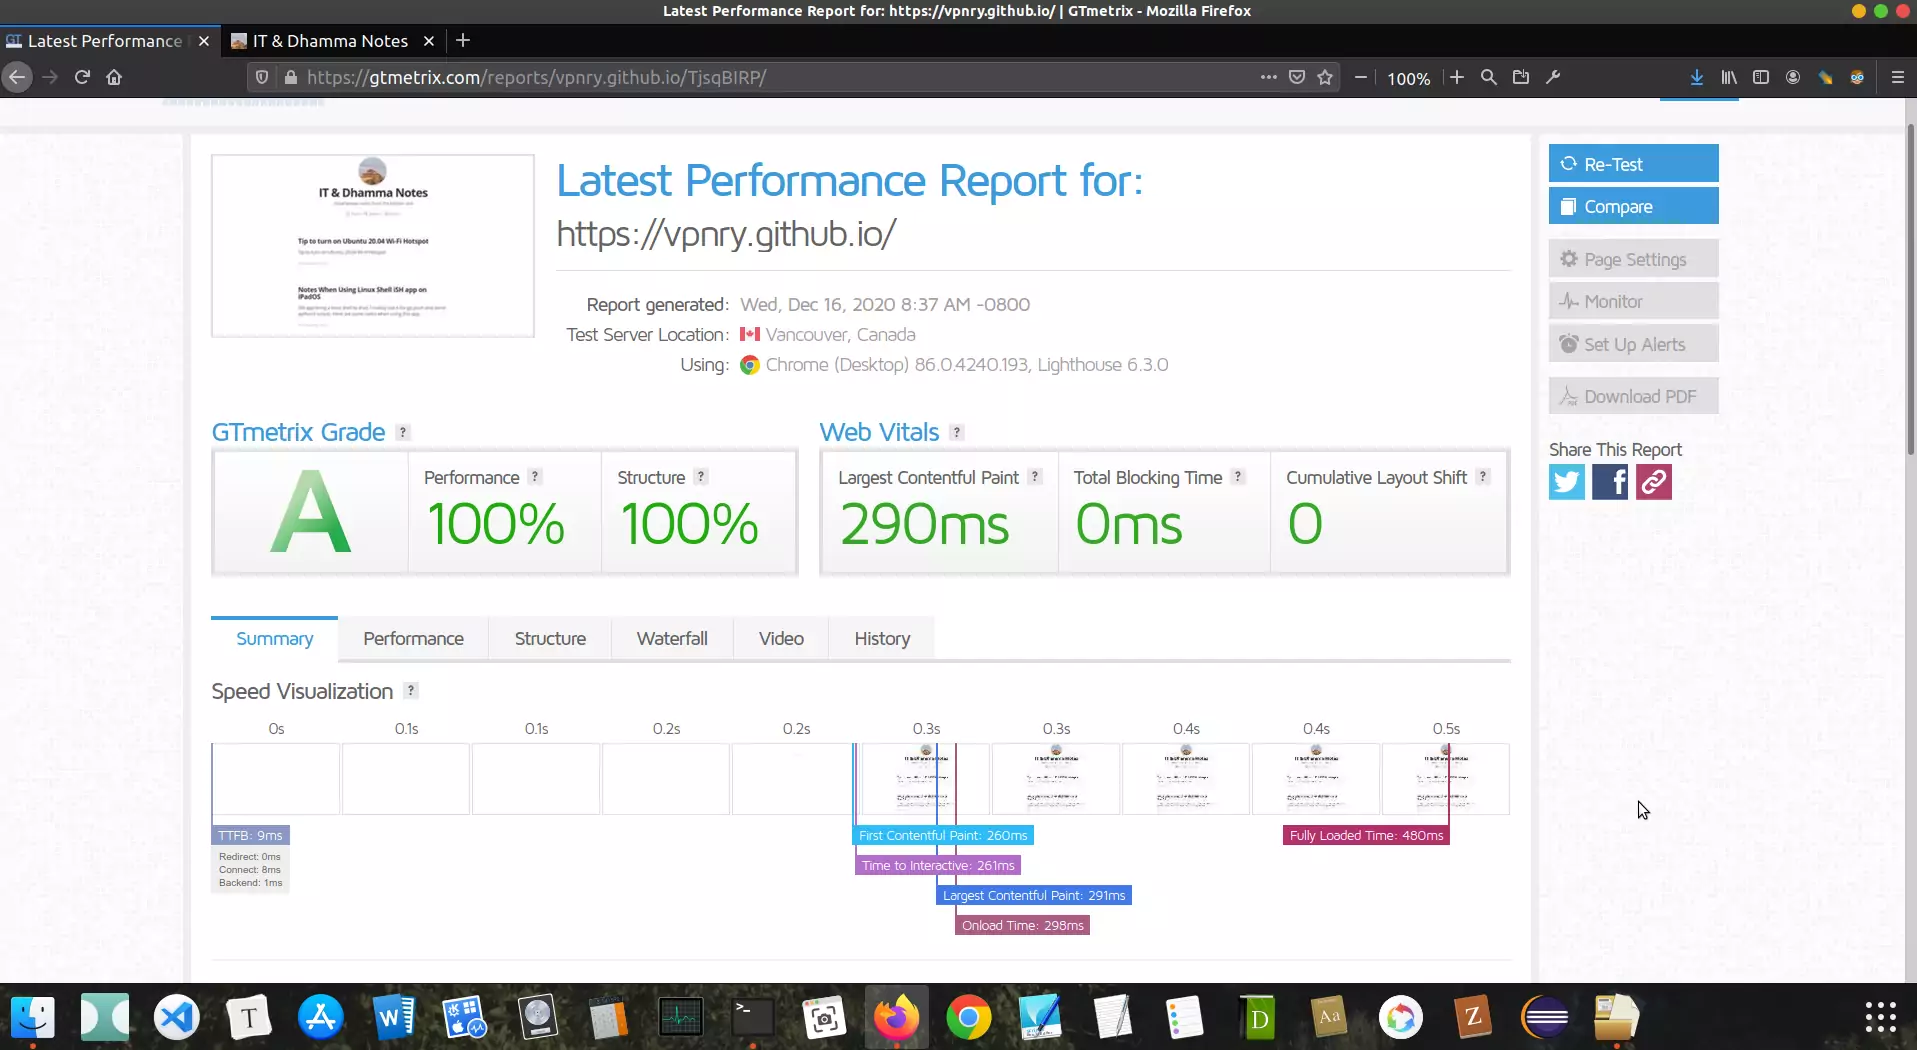 Latest Performance Report for: https://vpnry.github.io/ | GTmetrix - Mozilla Firefox
GT Latest Performance
IT & Dhamma Notes
https://gtmetrix.com/reports/vpnry.github.io/TjsqBIRP/
100%
IT & Dhamma Notes
Tip to turn on Ubuntu 20.04 Wi-Fi Hotspot
Notes When Using Linux Shell iSH app on
iPadOS
Latest Performance Report for:
https://vpnry.github.io/
Report generated: Wed, Dec 16, 2020 8:37 AM -0800
Test Server Location: Vancouver, Canada
Using: Chrome (Desktop) 86.0.4240.193, Lighthouse 6.3.0
Re-Test
Compare
Page Settings
Monitor
Set Up Alerts
Download PDF
Share This Report
GTmetrix Grade ?
A
Performance ?
100%
Structure ?
100%
Web Vitals ?
Largest Contentful Paint ?
290ms
Total Blocking Time ?
0ms
Cumulative Layout Shift ?
0
Summary Performance Structure Waterfall Video History
Speed Visualization ?
0s 0.1s 0.1s 0.2s 0.2s 0.3s 0.3s 0.4s 0.4s 0.5s
TTFB: 9ms
Redirect: 0ms
Connect: 8ms
Backend: 1ms
First Contentful Paint: 260ms
Time to Interactive: 261ms
Largest Contentful Paint: 291ms
Onload Time: 298ms
Fully Loaded Time: 480ms
T
W
>_
D
Aa
Z